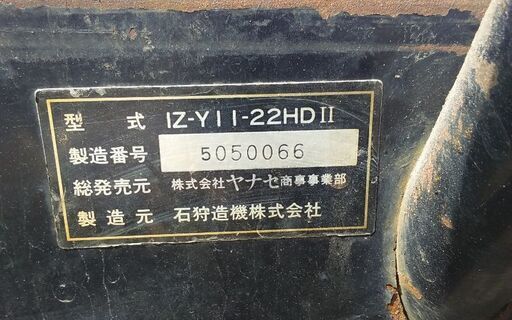 型式 IZ-Y11-22HDII
製造番号 5050066
総発売元 株式会社ヤナセ商事事業部
製造元 石狩造機株式会社